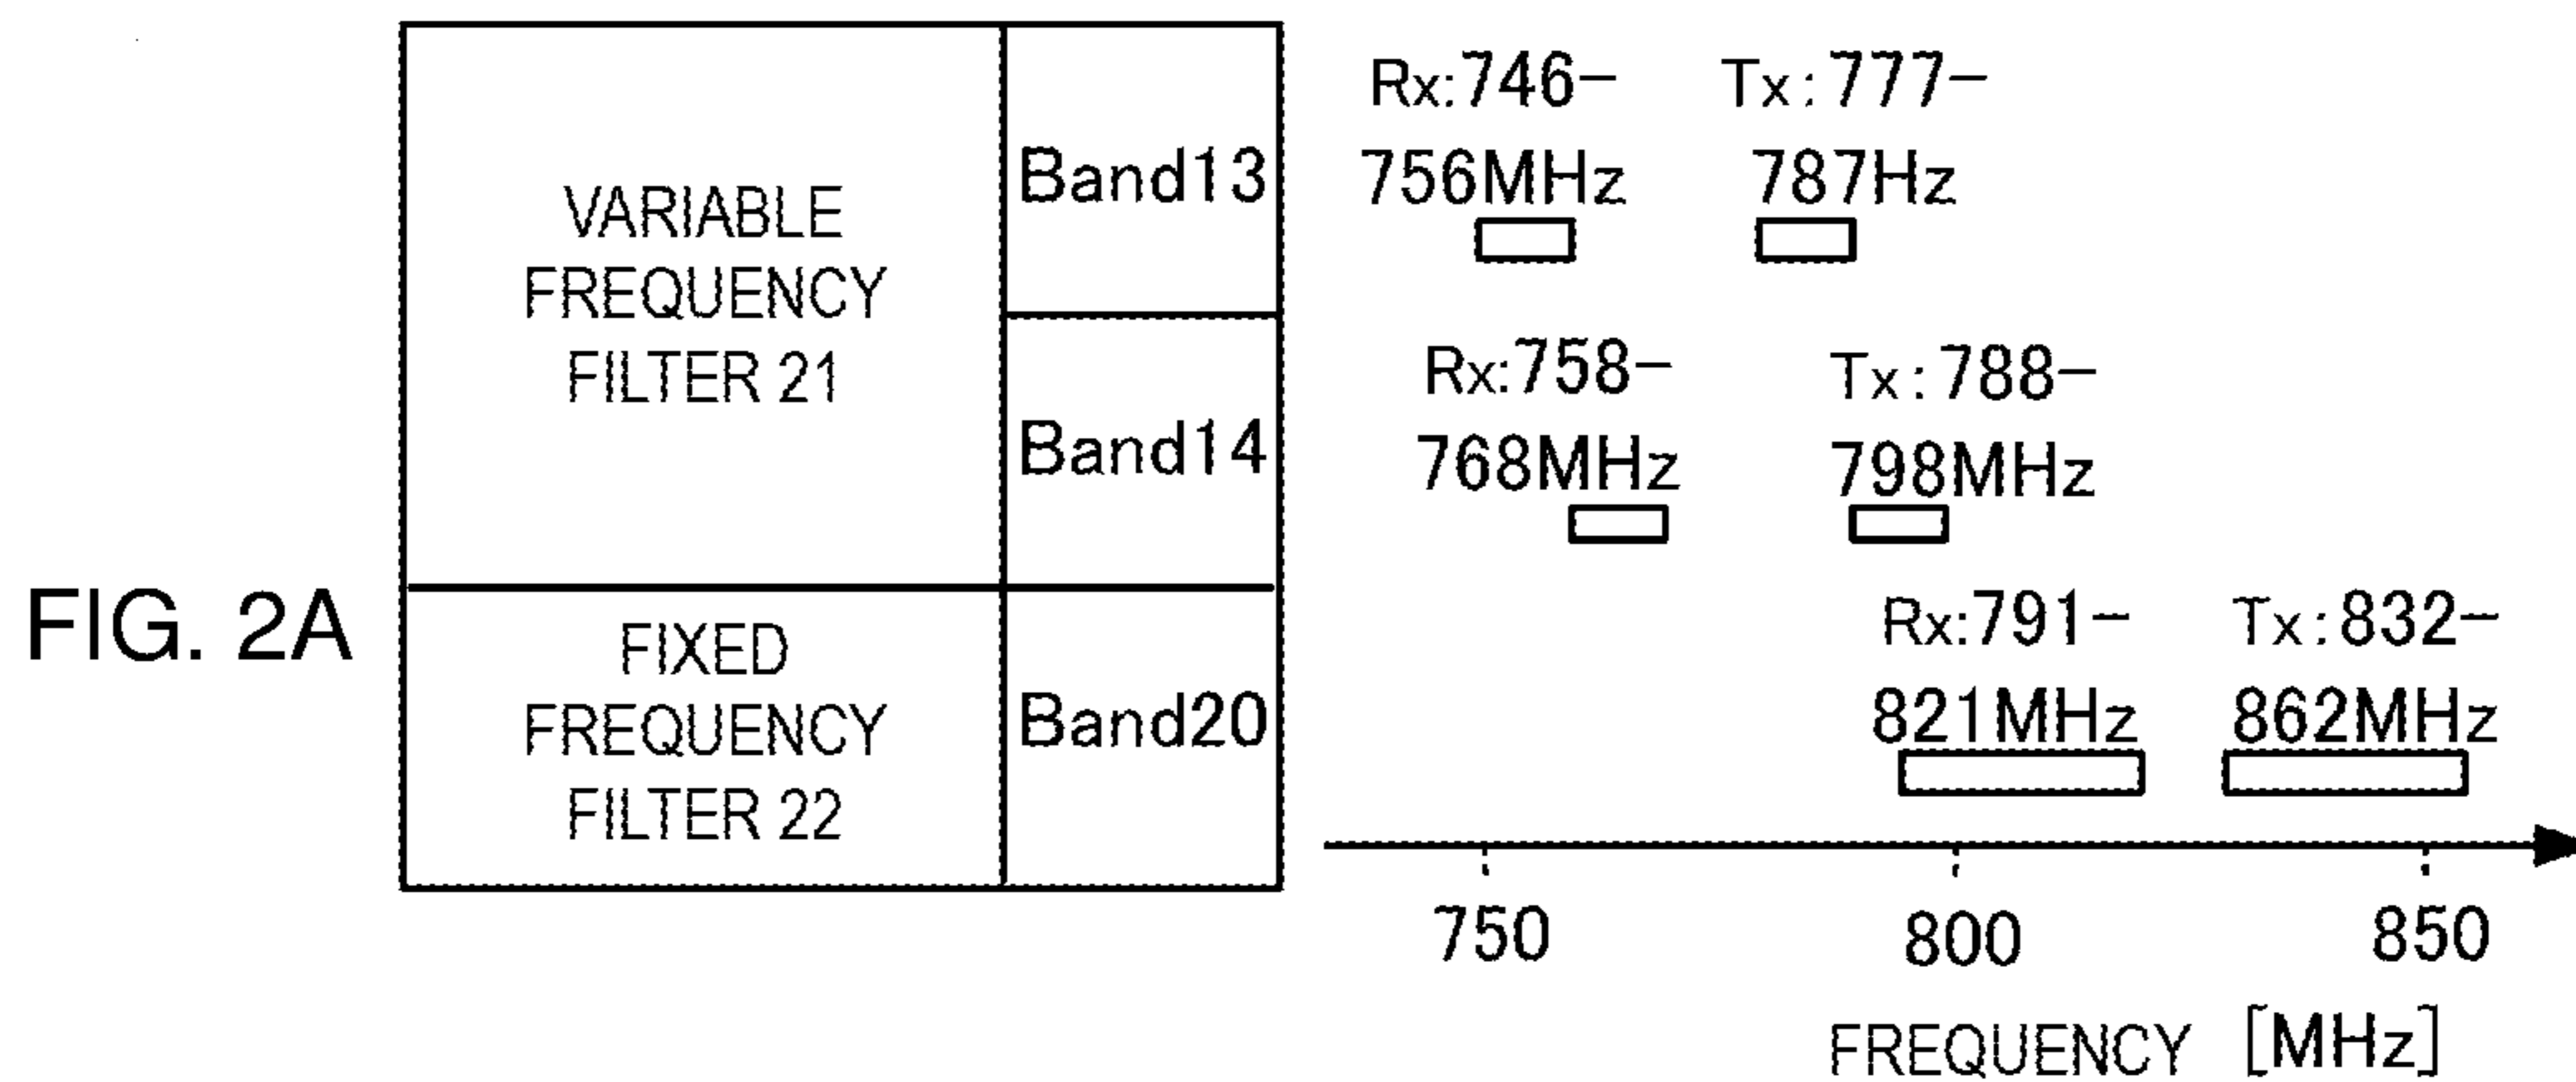 FIG. 2A
VARIABLE
FREQUENCY
FILTER 21
Band13
Rx:746-
756MHz
Tx:777-
787Hz
Band14
Rx:758-
768MHz
Tx:788-
798MHz
FIXED
FREQUENCY
FILTER 22
Band20
Rx:791-
821MHz
Tx:832-
862MHz
750
800
850
FREQUENCY [MHz]